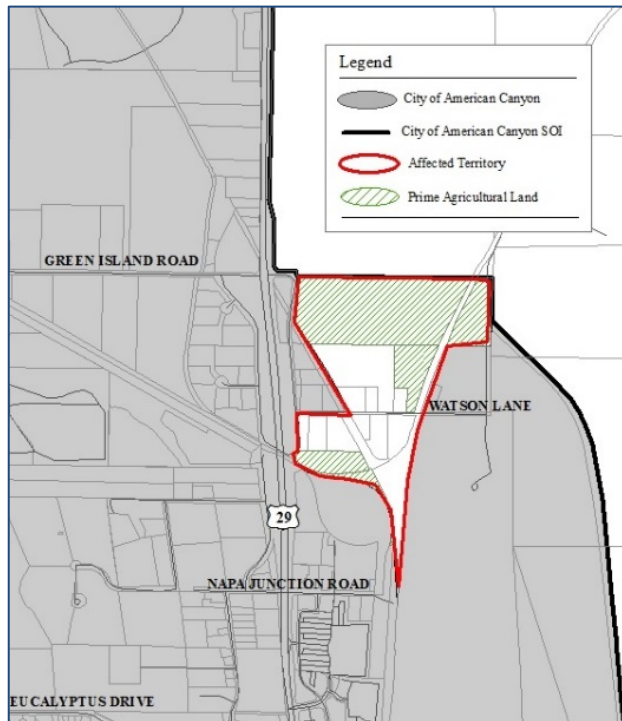 Legend
City of American Canyon
City of American Canyon SOI
Affected Territory
Prime Agricultural Land
GREEN ISLAND ROAD
WATSON LANE
29
NAPA JUNCTION ROAD
EUCALYPTUS DRIVE